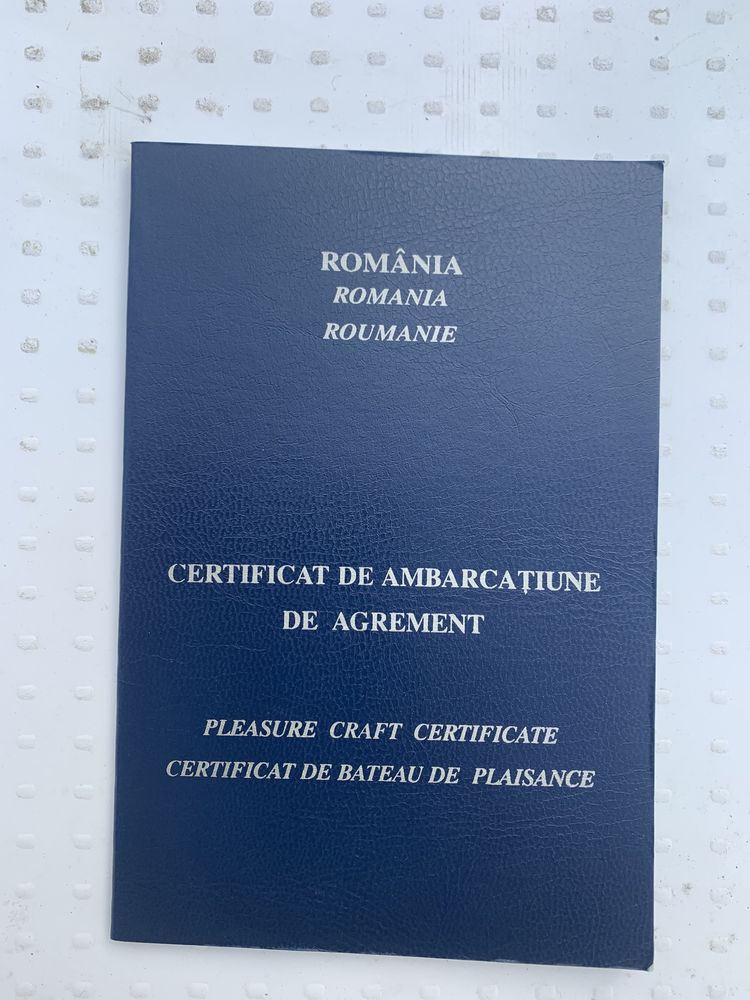 ROMÂNIA
ROMANIA
ROUMANIE
CERTIFICAT DE AMBARCAȚIUNE
DE AGREMENT
PLEASURE CRAFT CERTIFICATE
CERTIFICAT DE BATEAU DE PLAISANCE